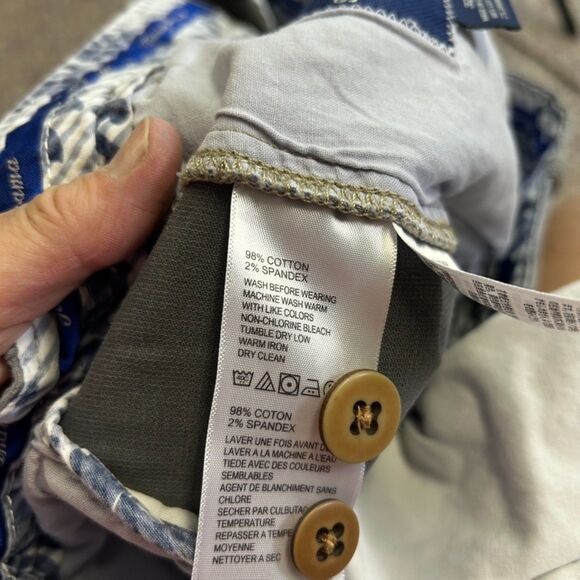 98% COTTON
2% SPANDEX
WASH BEFORE WEARING
MACHINE WASH WARM
WITH LIKE COLORS
NON-CHLORINE BLEACH
TUMBLE DRY LOW
WARM IRON
DRY CLEAN
98% COTON
2% SPANDEX
LAVER UNE FOIS AVANT
LAVER A LA MACHINE A L'EAU
TIEDE AVEC DES COULEURS
SEMBLABLES
AGENT DE BLANCHIMENT SANS
CHLORE
SECHER PAR
TEMPERATURE
REPASSER A
MOYENNE
NETTOYER A SEC